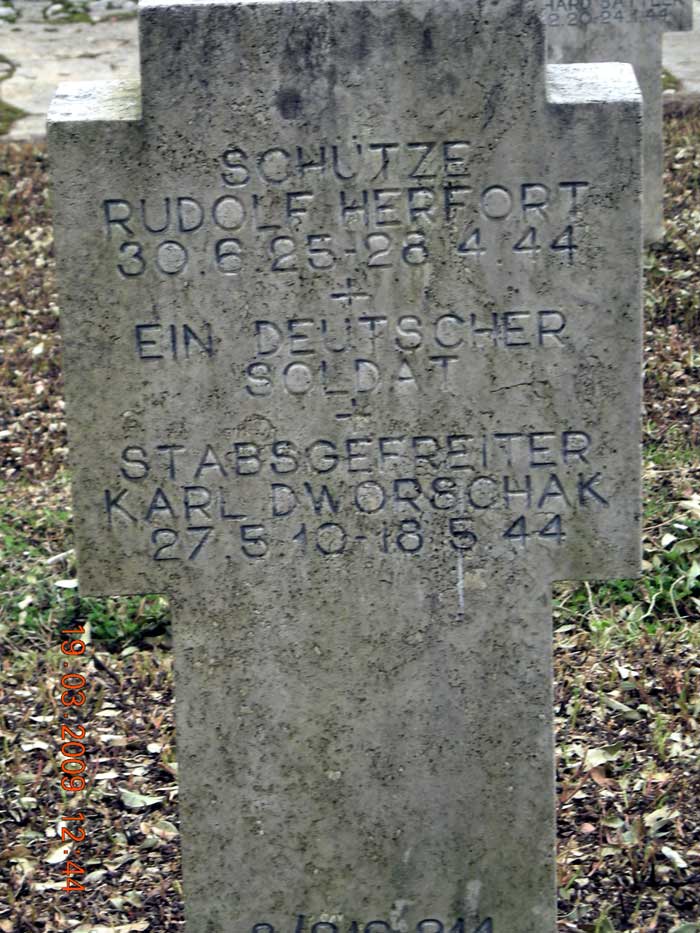 SCHÜTZE
RUDOLF HERFORT
30.6.25-28.4.44
+
EIN DEUTSCHER
SOLDAT
+
STABSGEFREITER
KARL DWORSCHAK
27.5.10-18.5.44
19.03.2009 12:44